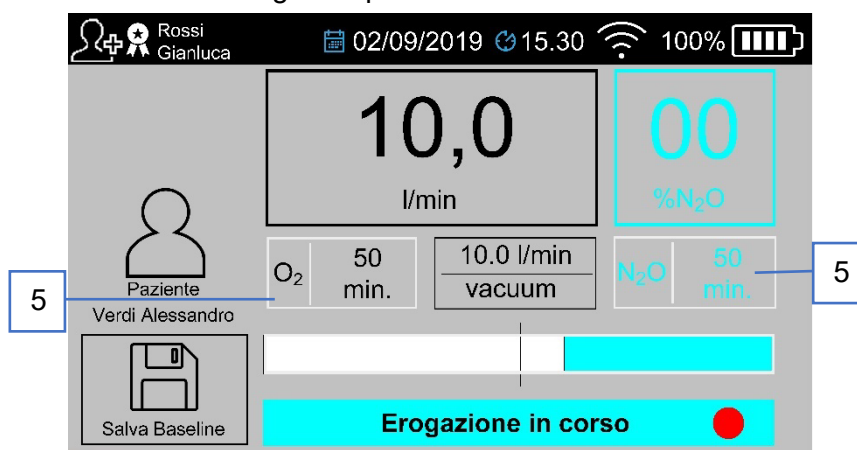 Rossi
Gianluca
02/09/2019 15.30 100%
10,0
l/min
00
%N₂O
Paziente
Verdi Alessandro
O₂ 50
min.
10.0 l/min
vacuum
N₂O 50
min.
5
5
Salva Baseline
Erogazione in corso